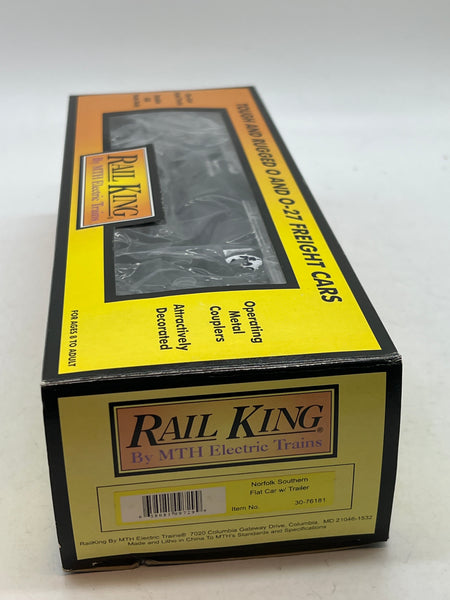 TOUGH AND RUGGED O AND O-27 FREIGHT CARS
RAIL KING
By MTH Electric Trains
Operating
Metal
Couplers
Attractively
Decorated
FOR AGES 8 TO ADULT
RAIL KING®
By MTH Electric Trains
Norfolk Southern
Flat Car w/ Trailer
Item No. 30-76181
RailKing By MTH Electric Trains® 7020 Columbia Gateway Drive, Columbia, MD 21046-1532
Made and Litho in China To MTH's Standards and Specifications